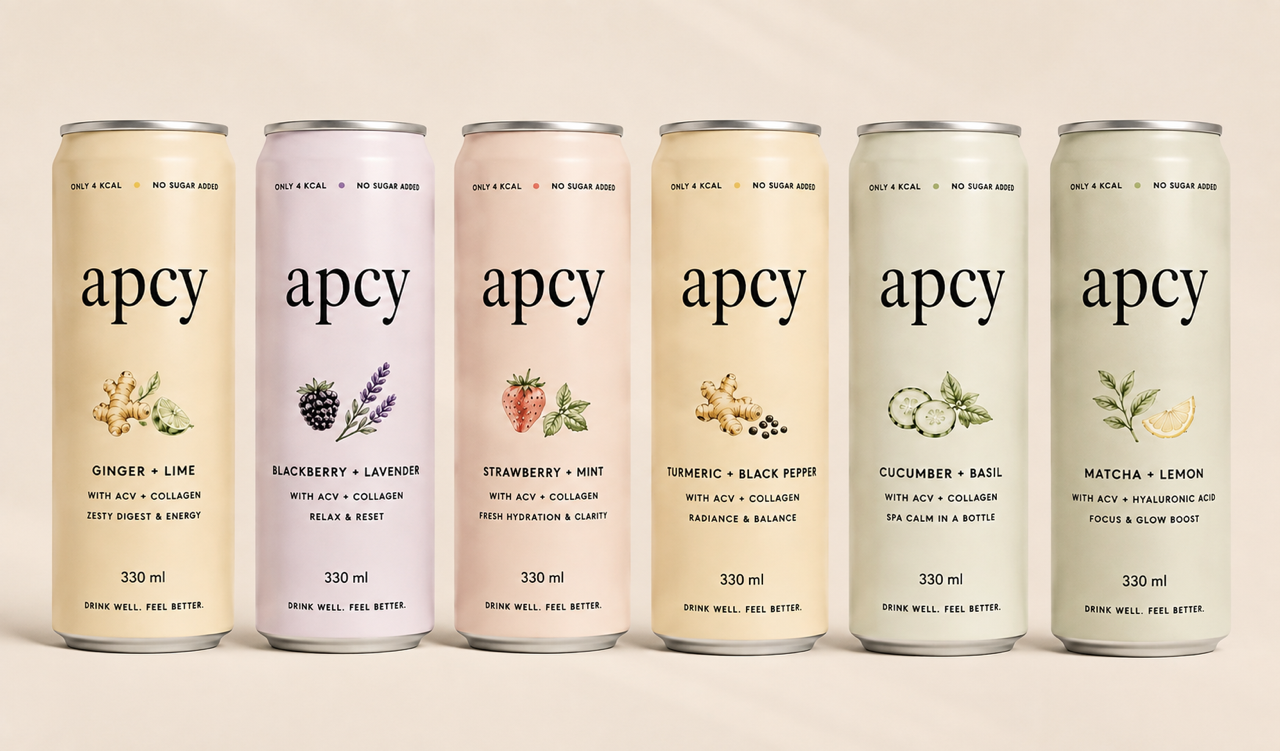 ONLY 4 KCAL • NO SUGAR ADDED
apcy
GINGER + LIME
WITH ACV + COLLAGEN
ZESTY DIGEST & ENERGY
330 ml
DRINK WELL. FEEL BETTER.
ONLY 4 KCAL • NO SUGAR ADDED
apcy
BLACKBERRY + LAVENDER
WITH ACV + COLLAGEN
RELAX & RESET
330 ml
DRINK WELL. FEEL BETTER.
ONLY 4 KCAL • NO SUGAR ADDED
apcy
STRAWBERRY + MINT
WITH ACV + COLLAGEN
FRESH HYDRATION & CLARITY
330 ml
DRINK WELL. FEEL BETTER.
ONLY 4 KCAL • NO SUGAR ADDED
apcy
TURMERIC + BLACK PEPPER
WITH ACV + COLLAGEN
RADIANCE & BALANCE
330 ml
DRINK WELL. FEEL BETTER.
ONLY 4 KCAL • NO SUGAR ADDED
apcy
CUCUMBER + BASIL
WITH ACV + COLLAGEN
SPA CALM IN A BOTTLE
330 ml
DRINK WELL. FEEL BETTER.
ONLY 4 KCAL • NO SUGAR ADDED
apcy
MATCHA + LEMON
WITH ACV + HYALURONIC ACID
FOCUS & GLOW BOOST
330 ml
DRINK WELL. FEEL BETTER.